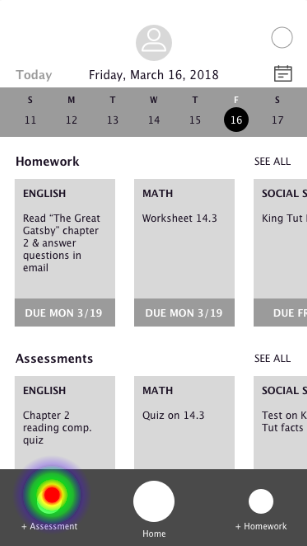 Today
Friday, March 16, 2018
S M T W T F S
11 12 13 14 15 16 17
Homework SEE ALL
ENGLISH
Read “The Great
Gatsby” chapter
2 & answer
questions in
email
DUE MON 3/19
MATH
Worksheet 14.3
DUE MON 3/19
SOCIAL S
King Tut
DUE FR
Assessments SEE ALL
ENGLISH
Chapter 2
reading comp.
quiz
MATH
Quiz on 14.3
SOCIAL S
Test on K
Tut facts
+ Assessment
Home
+ Homework